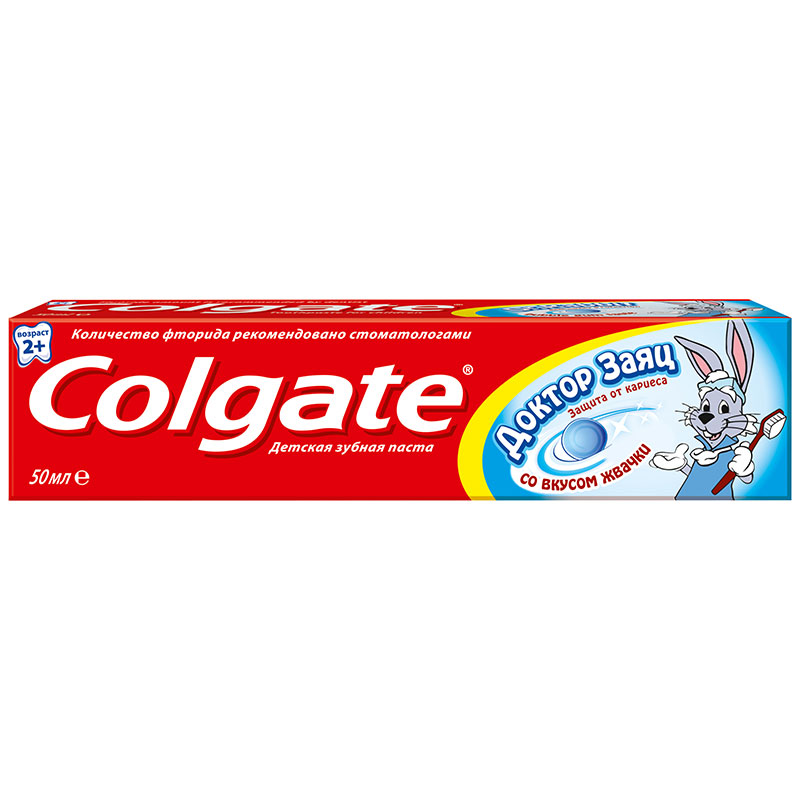 возраст
2+
Количество фторида рекомендовано стоматологами
Colgate®
Детская зубная паста
50мл ℮
Доктор Заяц
Защита от кариеса
со вкусом жвачки